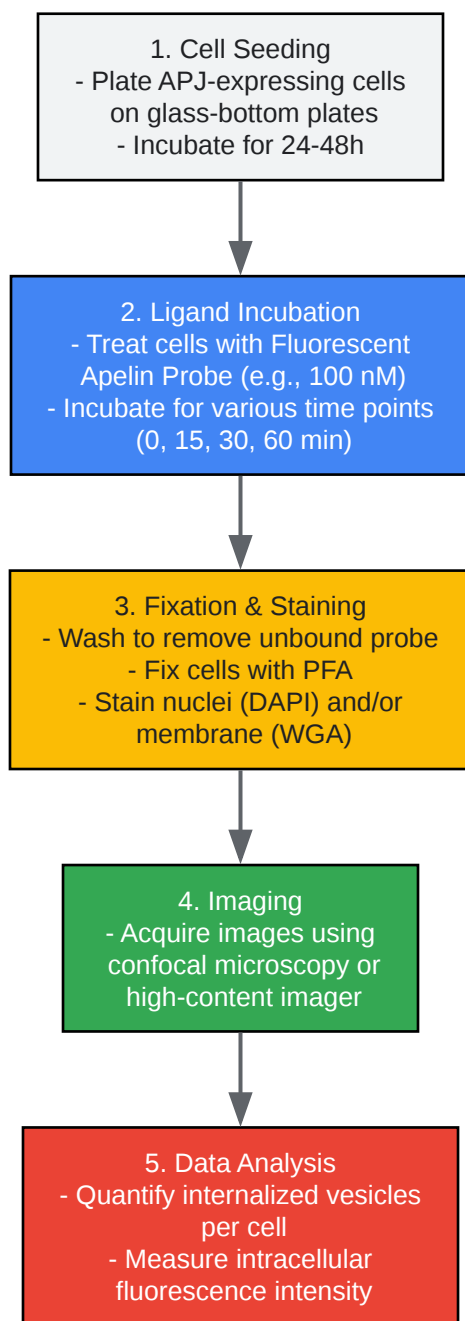 1. Cell Seeding
- Plate APJ-expressing cells
on glass-bottom plates
- Incubate for 24-48h
2. Ligand Incubation
- Treat cells with Fluorescent
Apelin Probe (e.g., 100 nM)
- Incubate for various time points
(0, 15, 30, 60 min)
3. Fixation & Staining
- Wash to remove unbound probe
- Fix cells with PFA
- Stain nuclei (DAPI) and/or
membrane (WGA)
4. Imaging
- Acquire images using
confocal microscopy or
high-content imager
5. Data Analysis
- Quantify internalized vesicles
per cell
- Measure intracellular
fluorescence intensity